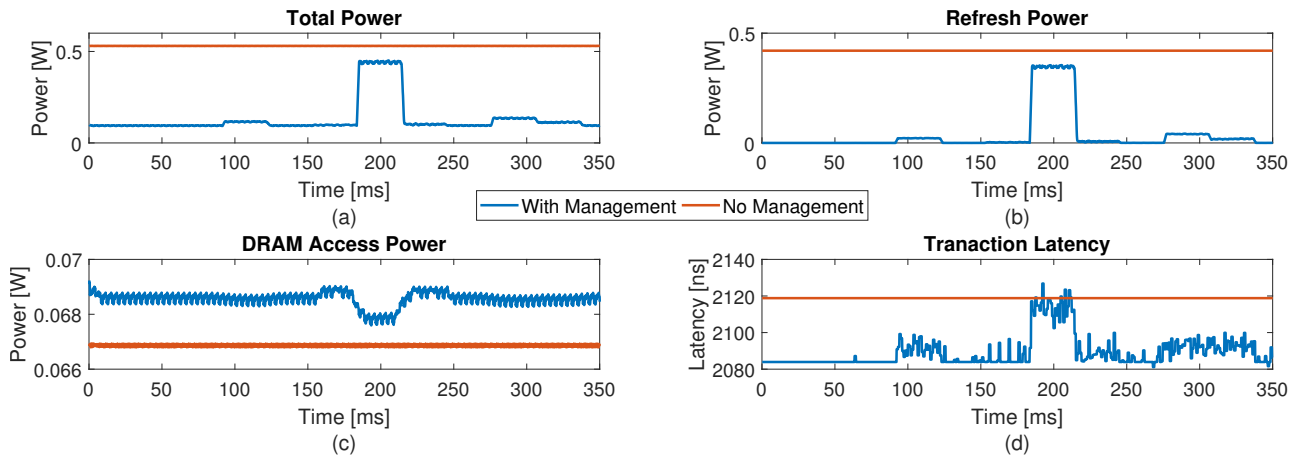 Total Power
Power [W]
0.5
0
0 50 100 150 200 250 300 350
Time [ms]
(a)
Refresh Power
Power [W]
0.5
0
0 50 100 150 200 250 300 350
Time [ms]
(b)
With Management No Management
DRAM Access Power
Power [W]
0.07
0.068
0.066
0 50 100 150 200 250 300 350
Time [ms]
(c)
Tranaction Latency
Latency [ns]
2140
2120
2100
2080
0 50 100 150 200 250 300 350
Time [ms]
(d)